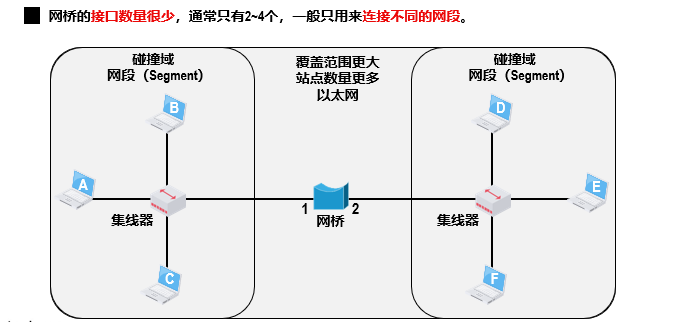 网桥的接口数量很少，通常只有2~4个，一般只用来连接不同的网段。
碰撞域
网段（Segment）
覆盖范围更大
站点数量更多
以太网
碰撞域
网段（Segment）
B
D
A
E
1
2
集线器
网桥
集线器
C
F